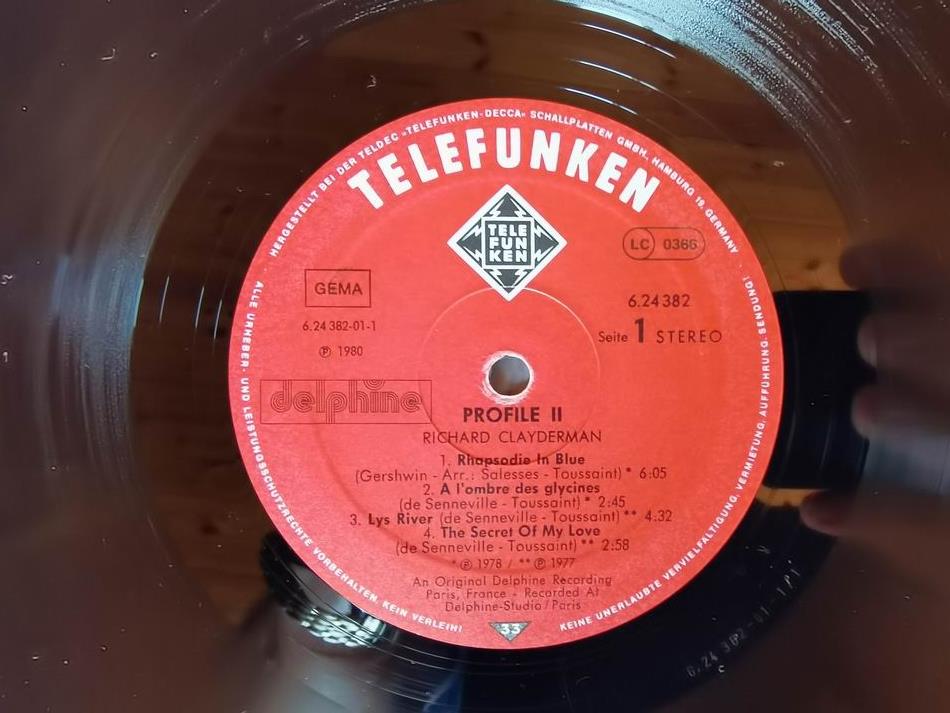 HERGESTELLT BEI DER TELDEC »TELEFUNKEN-DECCA« SCHALLPLATTEN GMBH, HAMBURG 19, GERMANY
TELEFUNKEN
TELE
FUN
KEN
LC 0366
GEMA
6.24382
6.24 382-01-1
Seite 1 STEREO
℗ 1980
delphine
PROFILE II
RICHARD CLAYDERMAN
1. Rhapsodie In Blue
(Gershwin - Arr.: Salesses - Toussaint) * 6:05
2. A l'ombre des glycines
(de Senneville - Toussaint) * 2:45
3. Lys River (de Senneville - Toussaint) ** 4.32
4. The Secret Of My Love
(de Senneville - Toussaint) ** 2:58
* ℗ 1978 / ** ℗ 1977
An Original Delphine Recording
Paris, France - Recorded At
Delphine-Studio/Paris
33
ALLE URHEBER- UND LEISTUNGSSCHUTZRECHTE VORBEHALTEN. KEIN VERLEIH!
KEINE UNERLAUBTE VERVIELFÄLTIGUNG, VERMIETUNG, AUFFÜHRUNG, SENDUNG!
6.24 382-01-1